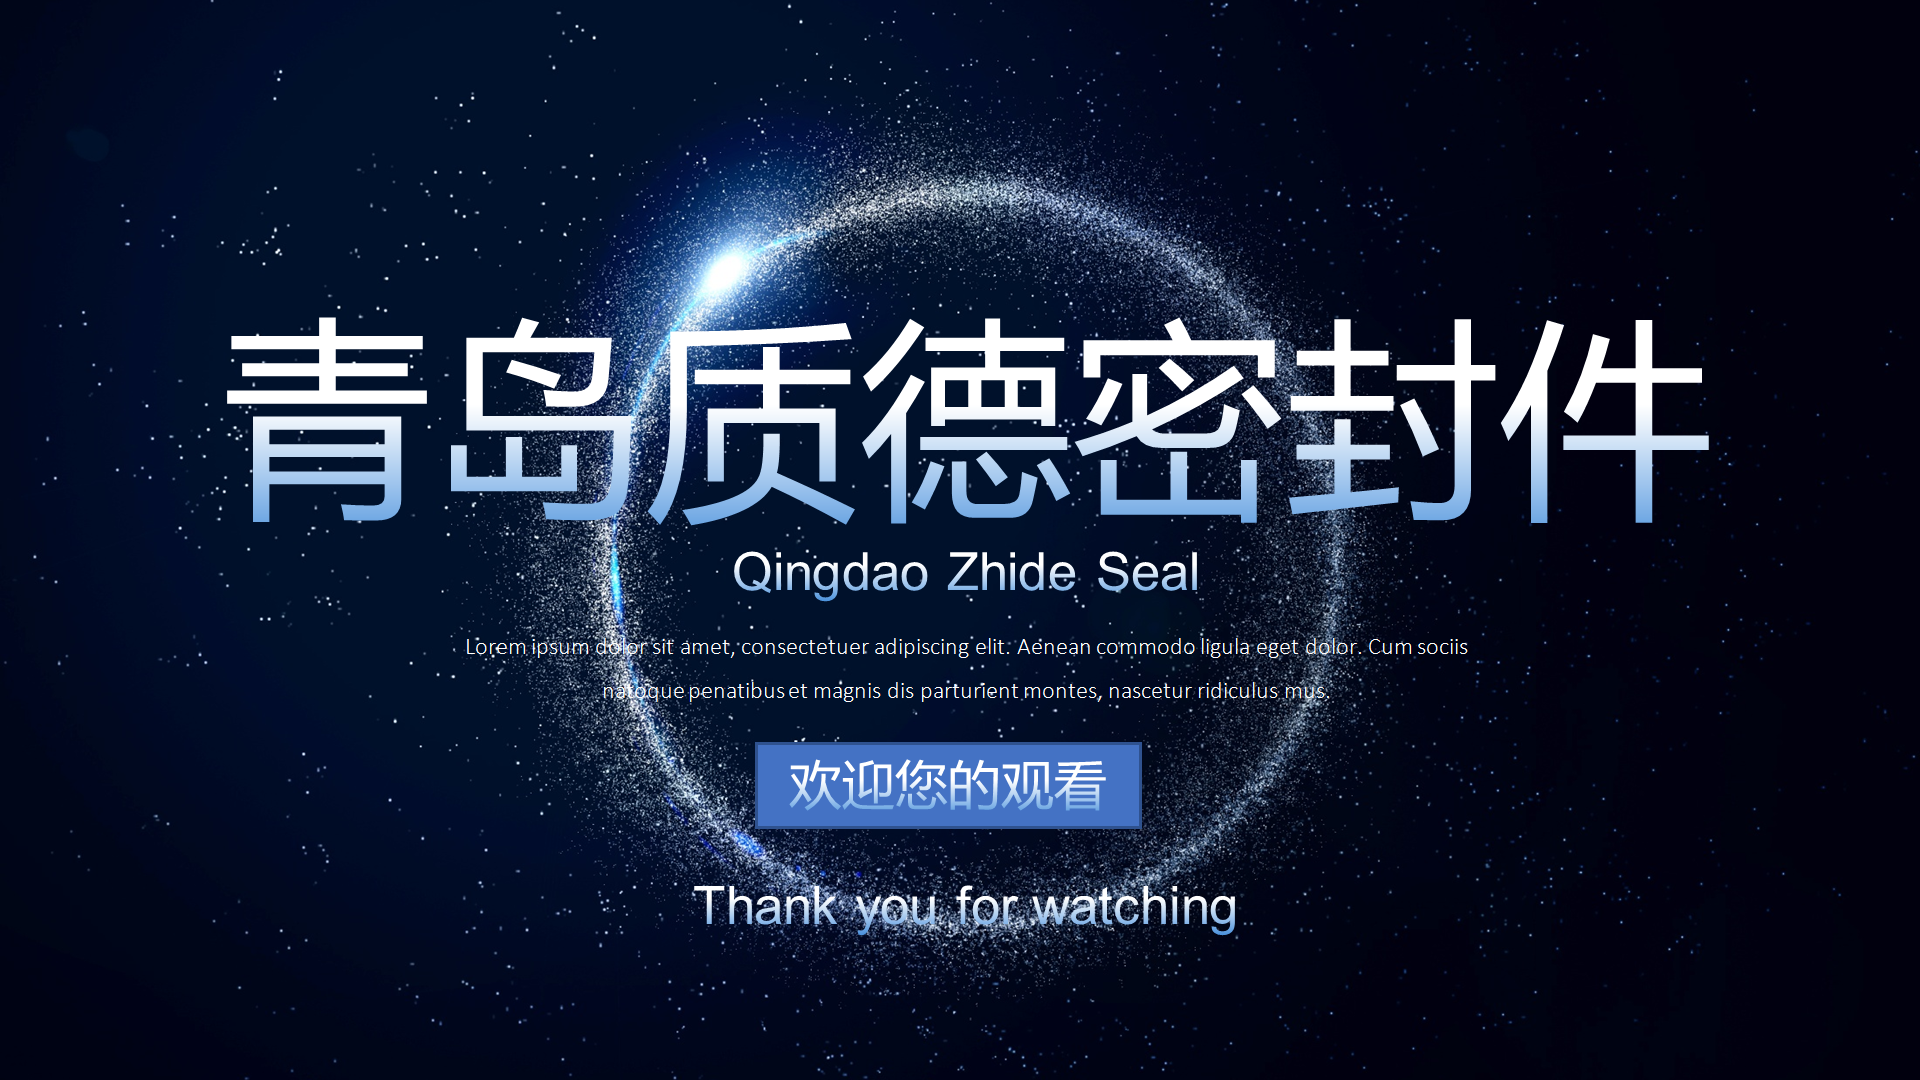 青岛质德密封件
Qingdao Zhide Seal
Lorem ipsum dolor sit amet, consectetuer adipiscing elit. Aenean commodo ligula eget dolor. Cum sociis
natoque penatibus et magnis dis parturient montes, nascetur ridiculus mus.
欢迎您的观看
Thank you for watching